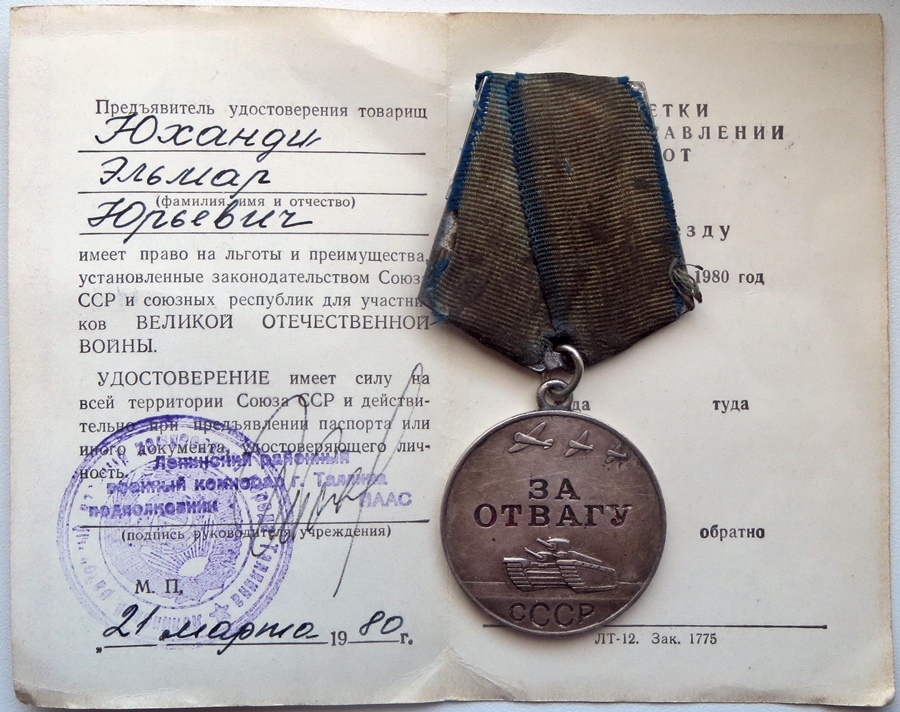 Предъявитель удостоверения товарищ
Юханди
Эльмар
(фамилия, имя и отчество)
Юрьевич
имеет право на льготы и преимущества,
установленные законодательством Союза
ССР и союзных республик для участни-
ков ВЕЛИКОЙ ОТЕЧЕСТВЕННОЙ
ВОЙНЫ.
УДОСТОВЕРЕНИЕ имеет силу на
всей территории Союза ССР и действи-
тельно при предъявлении паспорта или
иного документа, удостоверяющего лич-
ность.
Ленинский районный
военный комиссар г. Таллина
подполковник ПААС
(подпись руководителя учреждения)
М. П.
„21 марта 1980 г.
ЕТКИ
АВЛЕНИИ
ОТ
езду
1980 год
да туда
обратно
ЛТ-12. Зак. 1775
ЗА
ОТВАГУ
СССР